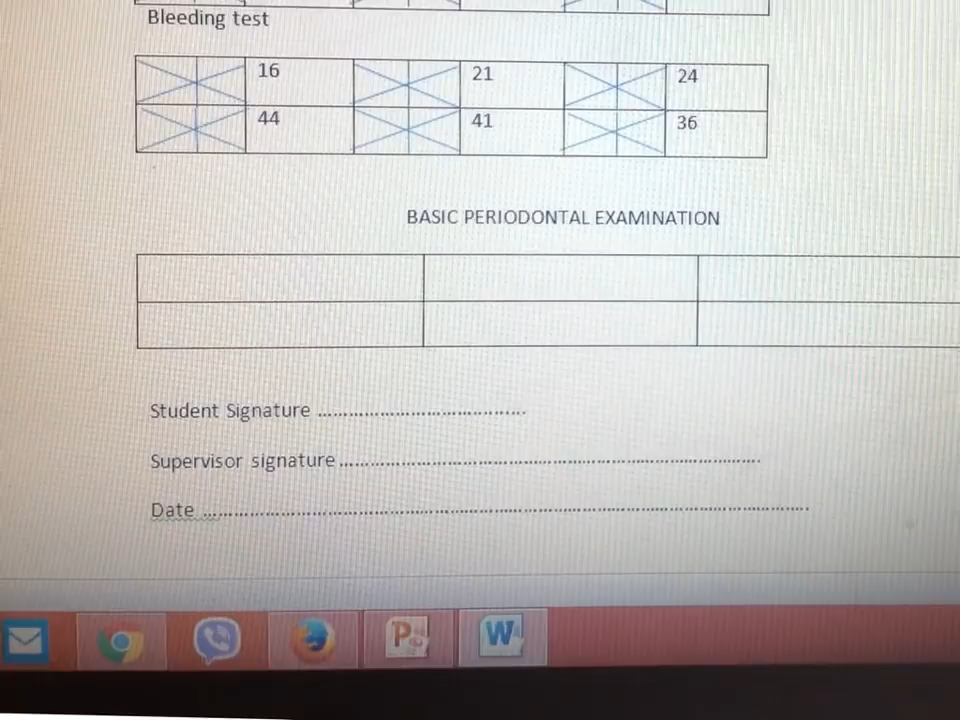 Bleeding test
16 21 24
44 41 36
BASIC PERIODONTAL EXAMINATION
Student Signature ........................................
Supervisor signature................................................................................
Date ....................................................................................................................
P
W